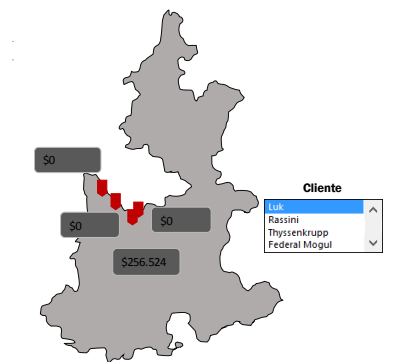 $0
Cliente
Luk
Rassini
Thyssenkrupp
Federal Mogul
$0
$0
$256.524